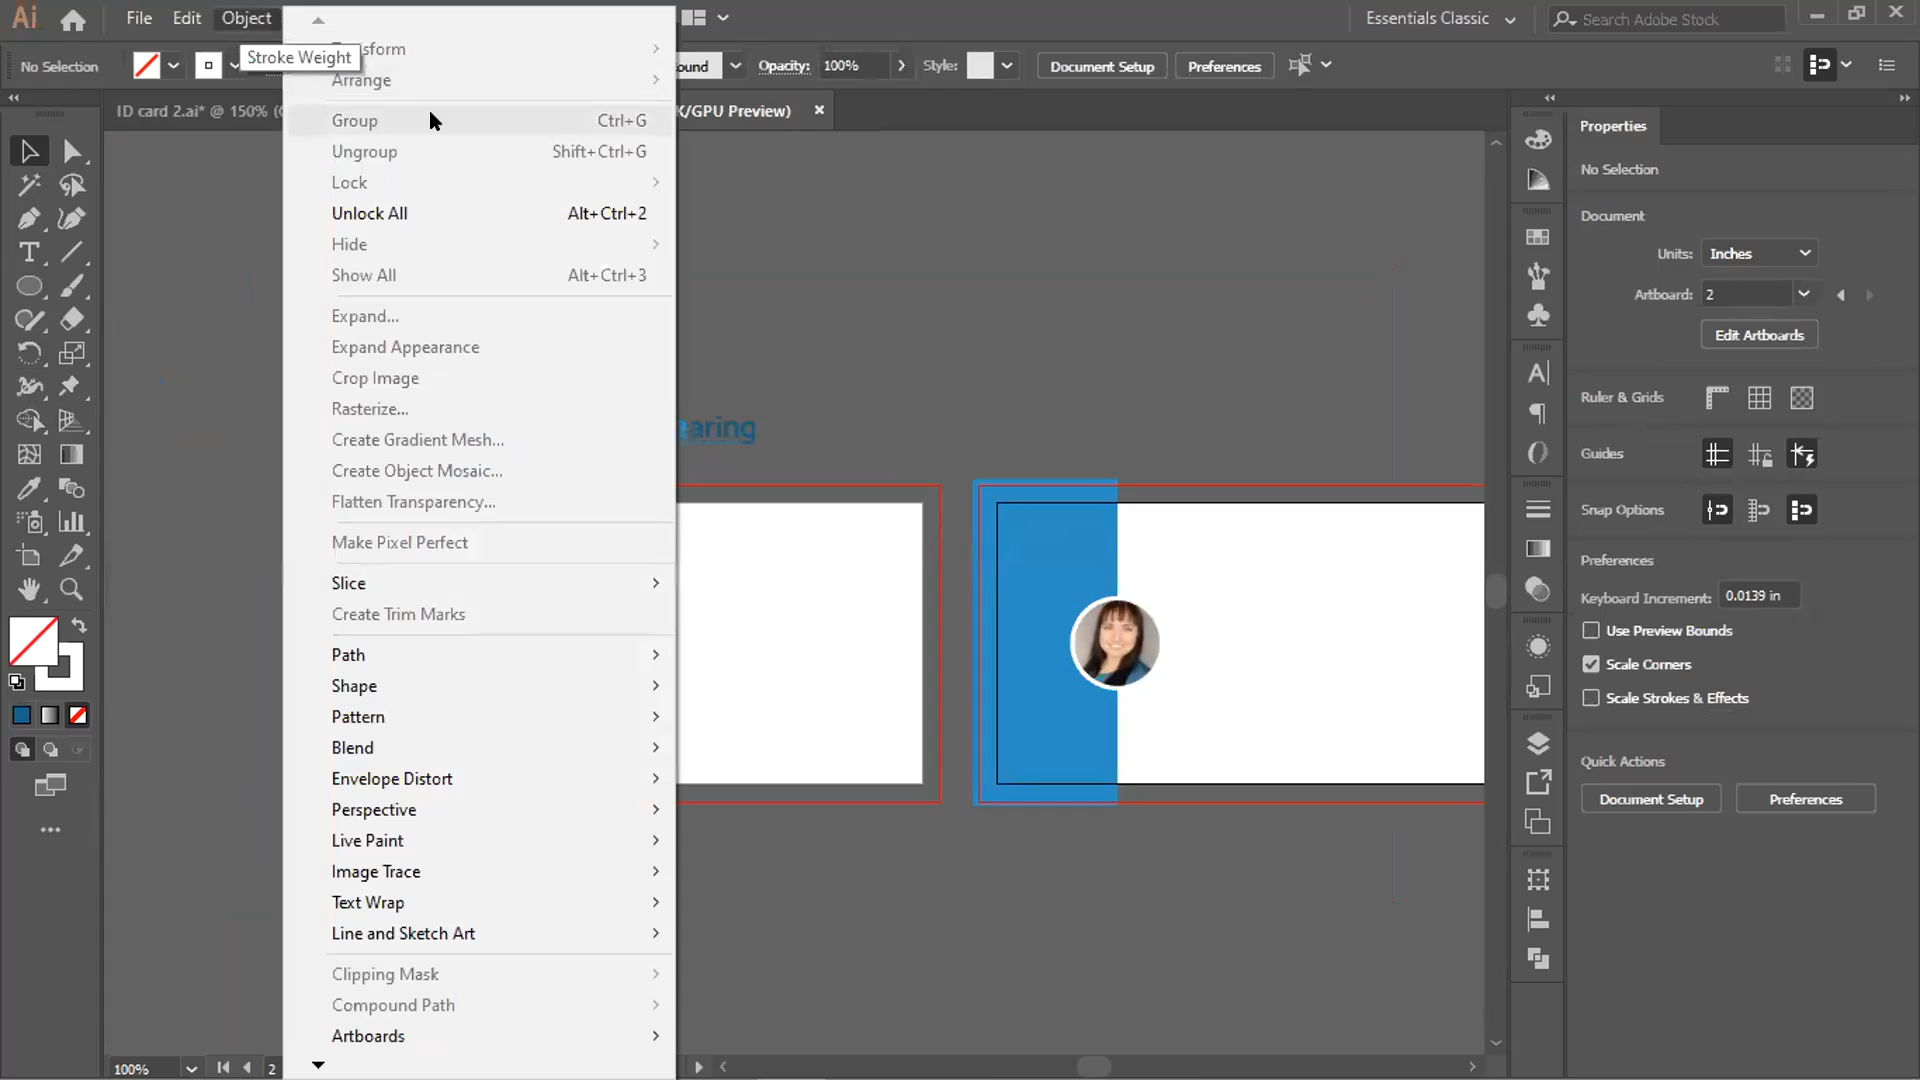 Ai File Edit Object Essentials Classic Search Adobe Stock
No Selection Stroke Weight Opacity: 100% Style: Document Setup Preferences
ID card 2.ai* @ 150% K/GPU Preview)
Transform
Arrange
Group Ctrl+G
Ungroup Shift+Ctrl+G
Lock
Unlock All Alt+Ctrl+2
Hide
Show All Alt+Ctrl+3
Expand...
Expand Appearance
Crop Image
Rasterize...
Create Gradient Mesh...
Create Object Mosaic...
Flatten Transparency...
Make Pixel Perfect
Slice
Create Trim Marks
Path
Shape
Pattern
Blend
Envelope Distort
Perspective
Live Paint
Image Trace
Text Wrap
Line and Sketch Art
Clipping Mask
Compound Path
Artboards
earing
100% 2
Properties
No Selection
Document
Units: Inches
Artboard: 2
Edit Artboards
Ruler & Grids
Guides
Snap Options
Preferences
Keyboard Increment: 0.0139 in
Use Preview Bounds
Scale Corners
Scale Strokes & Effects
Quick Actions
Document Setup Preferences